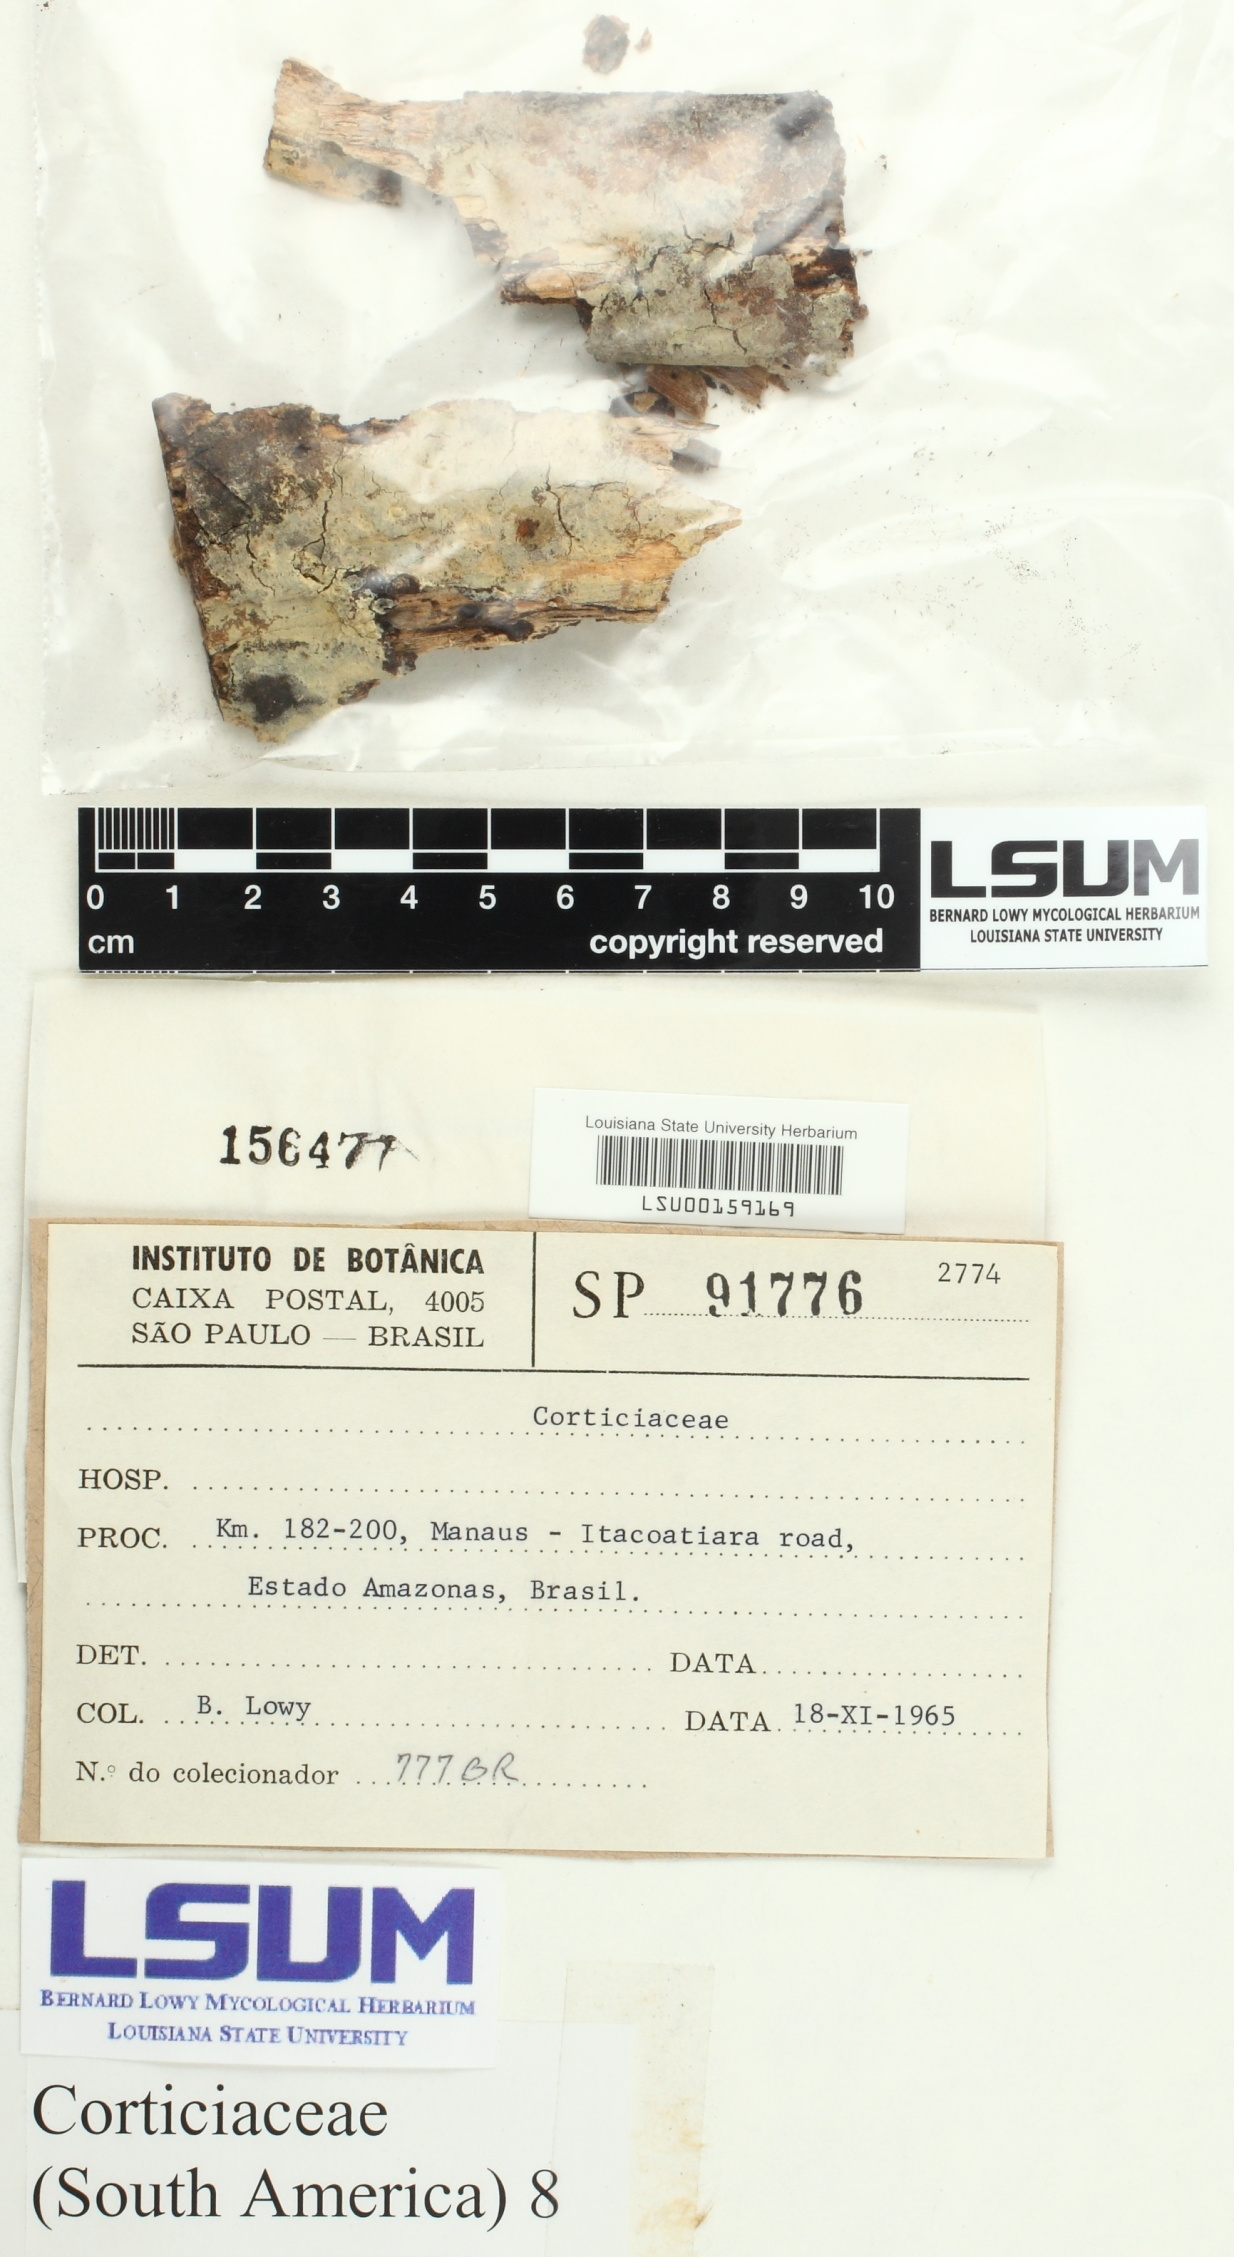 0 1 2 3 4 5 6 7 8 9 10
cm copyright reserved
LSUM
BERNARD LOWY MYCOLOGICAL HERBARIUM
LOUISIANA STATE UNIVERSITY
156477
Louisiana State University Herbarium
LSU00159169
INSTITUTO DE BOTÂNICA
CAIXA POSTAL, 4005
SÃO PAULO — BRASIL
SP 91776 2774
Corticiaceae
HOSP.
PROC. Km. 182-200, Manaus - Itacoatiara road,
Estado Amazonas, Brasil.
DET. DATA
COL. B. Lowy DATA 18-XI-1965
N.º do colecionador 777BR
LSUM
BERNARD LOWY MYCOLOGICAL HERBARIUM
LOUISIANA STATE UNIVERSITY
Corticiaceae
(South America) 8